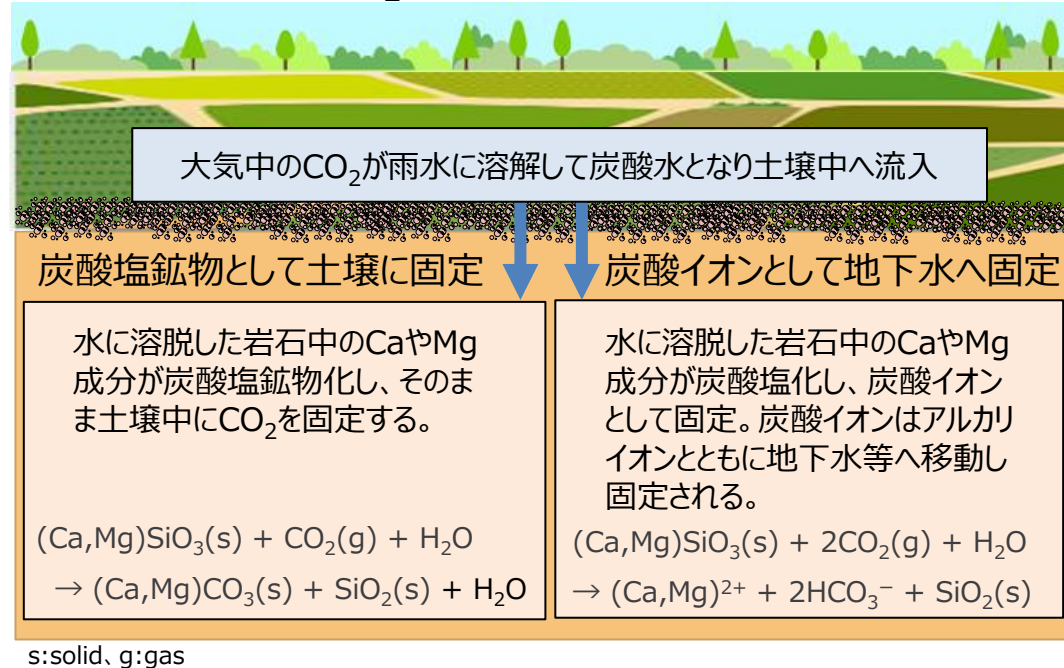 大気中のCO₂が雨水に溶解して炭酸水となり土壌中へ流入
炭酸塩鉱物として土壌に固定
水に溶脱した岩石中のCaやMg
成分が炭酸塩鉱物化し、そのま
ま土壌中にCO₂を固定する。
(Ca,Mg)SiO₃(s) + CO₂(g) + H₂O
→ (Ca,Mg)CO₃(s) + SiO₂(s) + H₂O
炭酸イオンとして地下水へ固定
水に溶脱した岩石中のCaやMg
成分が炭酸塩化し、炭酸イオン
として固定。炭酸イオンはアルカリ
イオンとともに地下水等へ移動し
固定される。
(Ca,Mg)SiO₃(s) + 2CO₂(g) + H₂O
→ (Ca,Mg)²⁺ + 2HCO₃⁻ + SiO₂(s)
s:solid、g:gas